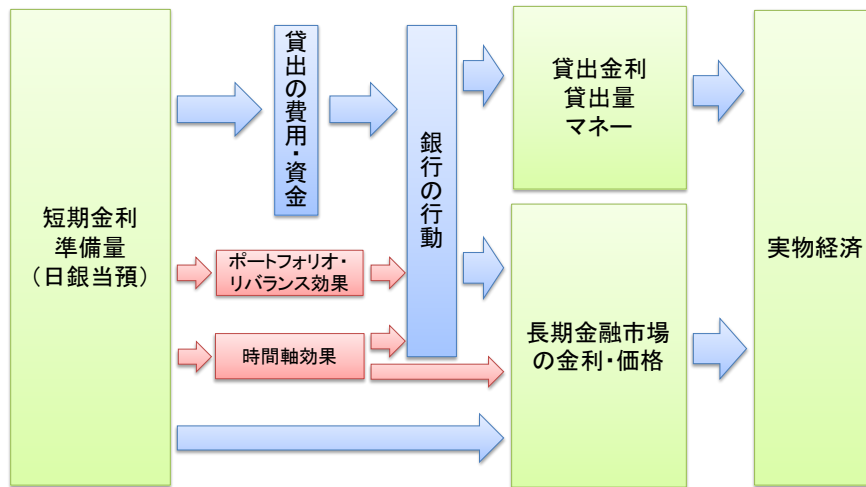 短期金利
準備量
（日銀当預）
貸出の費用・資金
ポートフォリオ・
リバランス効果
時間軸効果
銀行の行動
貸出金利
貸出量
マネー
長期金融市場
の金利・価格
実物経済